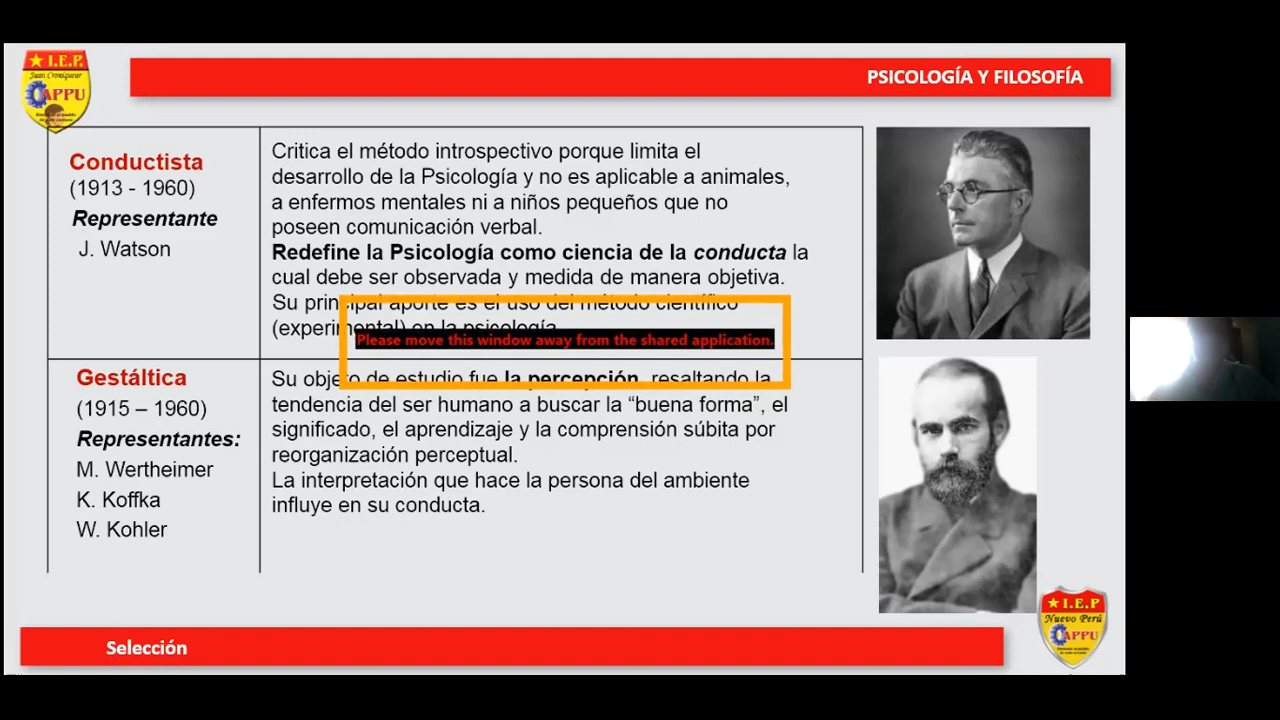 I.E.P.
Juan Croniqueur
CAPPU
PSICOLOGÍA Y FILOSOFÍA
Conductista
(1913 - 1960)
Representante
J. Watson
Critica el método introspectivo porque limita el
desarrollo de la Psicología y no es aplicable a animales,
a enfermos mentales ni a niños pequeños que no
poseen comunicación verbal.
Redefine la Psicología como ciencia de la conducta la
cual debe ser observada y medida de manera objetiva.
Su principal aporte es el uso del método científico
(experimental) en la psicología
Please move this window away from the shared application.
Gestáltica
(1915 – 1960)
Representantes:
M. Wertheimer
K. Koffka
W. Kohler
Su objeto de estudio fue la percepción, resaltando la
tendencia del ser humano a buscar la “buena forma”, el
significado, el aprendizaje y la comprensión súbita por
reorganización perceptual.
La interpretación que hace la persona del ambiente
influye en su conducta.
I.E.P
Nuevo Perú
CAPPU
Selección